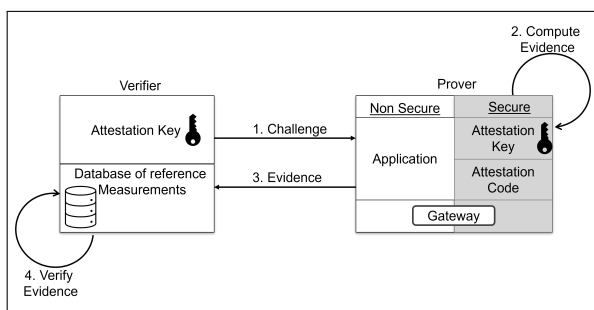 2. Compute
Evidence
Verifier
Prover
Attestation Key
1. Challenge
Non Secure
Secure
Application
Attestation
Key
Database of reference
Measurements
3. Evidence
Attestation
Code
Gateway
4. Verify
Evidence